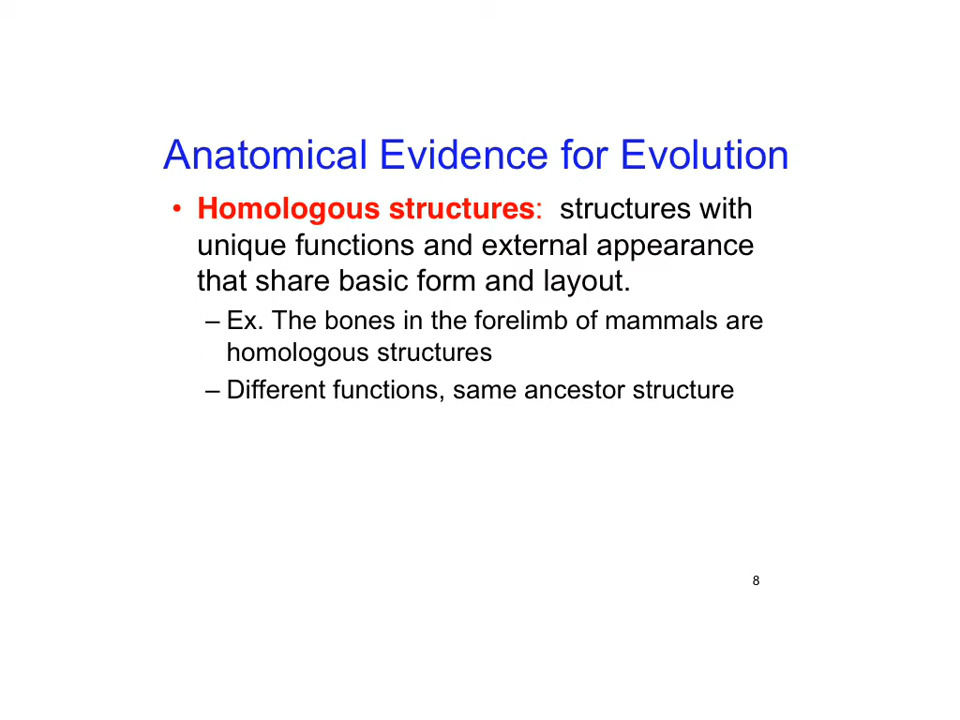 Anatomical Evidence for Evolution
• Homologous structures: structures with
unique functions and external appearance
that share basic form and layout.
– Ex. The bones in the forelimb of mammals are
homologous structures
– Different functions, same ancestor structure
8